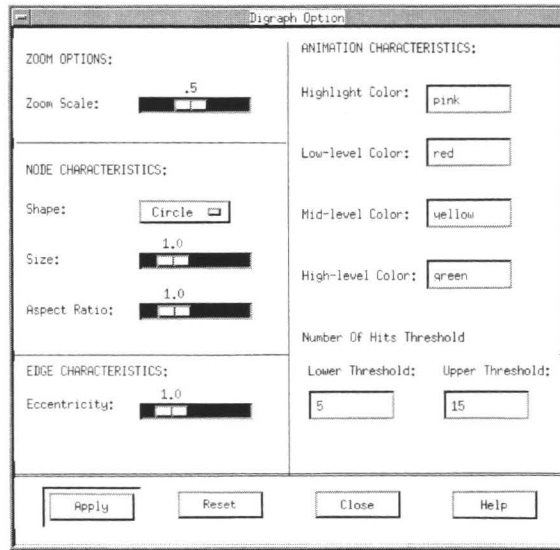 Digraph Option
ZOOM OPTIONS:
.5
Zoom Scale:
NODE CHARACTERISTICS:
Shape: Circle
1.0
Size:
1.0
Aspect Ratio:
EDGE CHARACTERISTICS:
1.0
Eccentricity:
ANIMATION CHARACTERISTICS:
Highlight Color: pink
Low-level Color: red
Mid-level Color: yellow
High-level Color: green
Number Of Hits Threshold
Lower Threshold: Upper Threshold:
5 15
Apply Reset Close Help